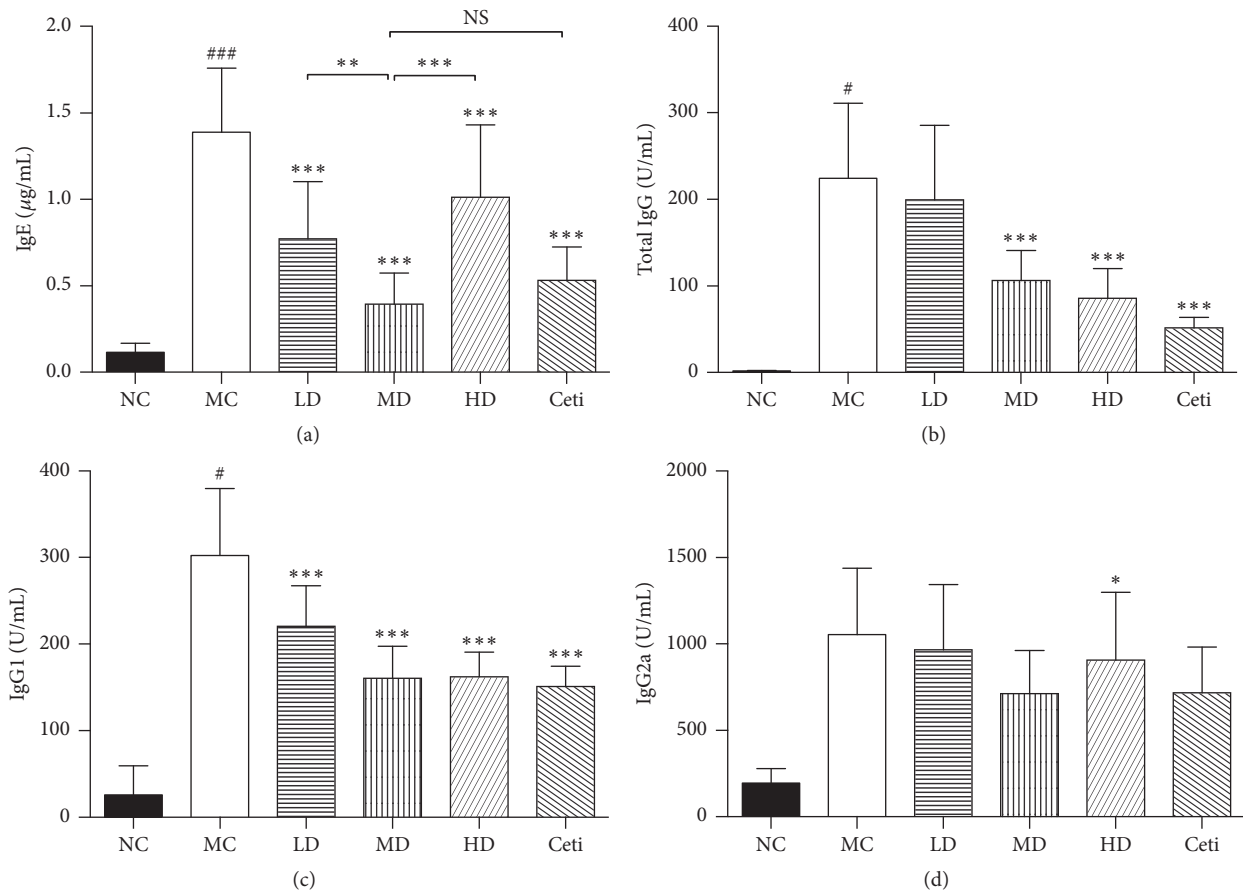 NS
2.0
###
**
***
1.5
***
***
1.0
***
***
0.5
0.0
IgE (μg/mL)
NC MC LD MD HD Ceti
(a)
400
#
300
200
***
***
100
***
0
Total IgG (U/mL)
NC MC LD MD HD Ceti
(b)
400
#
300
***
200
***
***
***
100
0
IgG1 (U/mL)
NC MC LD MD HD Ceti
(c)
2000
1500
*
1000
500
0
IgG2a (U/mL)
NC MC LD MD HD Ceti
(d)